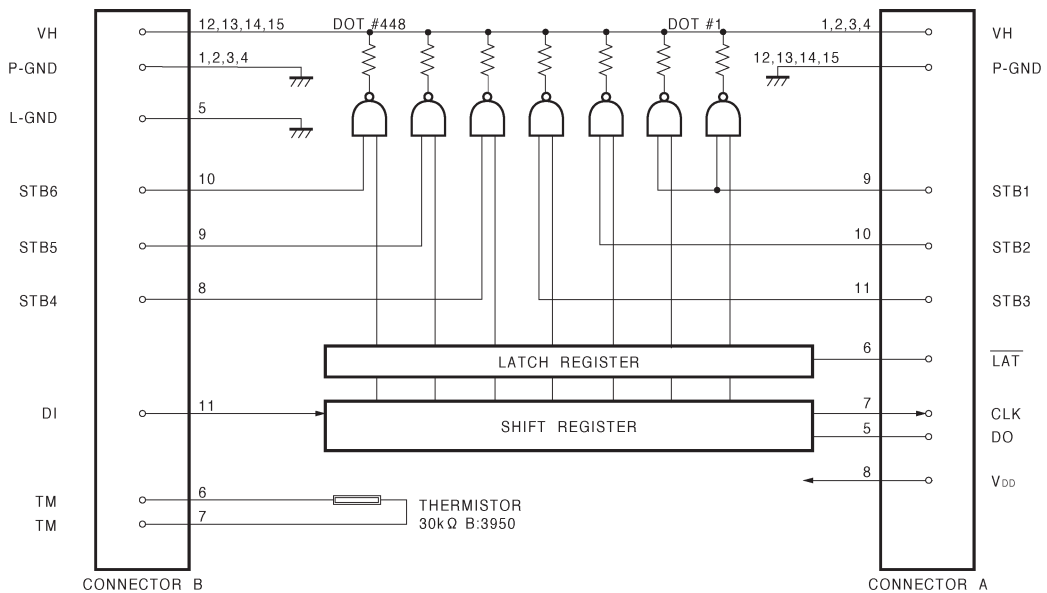 VH 12,13,14,15 DOT #448 DOT #1 1,2,3,4 VH
P-GND 1,2,3,4 12,13,14,15 P-GND
L-GND 5
STB6 10 9 STB1
STB5 9 10 STB2
STB4 8 11 STB3
LATCH REGISTER 6 LAT
DI 11 SHIFT REGISTER 7 CLK
5 DO
8 VDD
TM 6 THERMISTOR
TM 7 30kΩ B:3950
CONNECTOR B CONNECTOR A